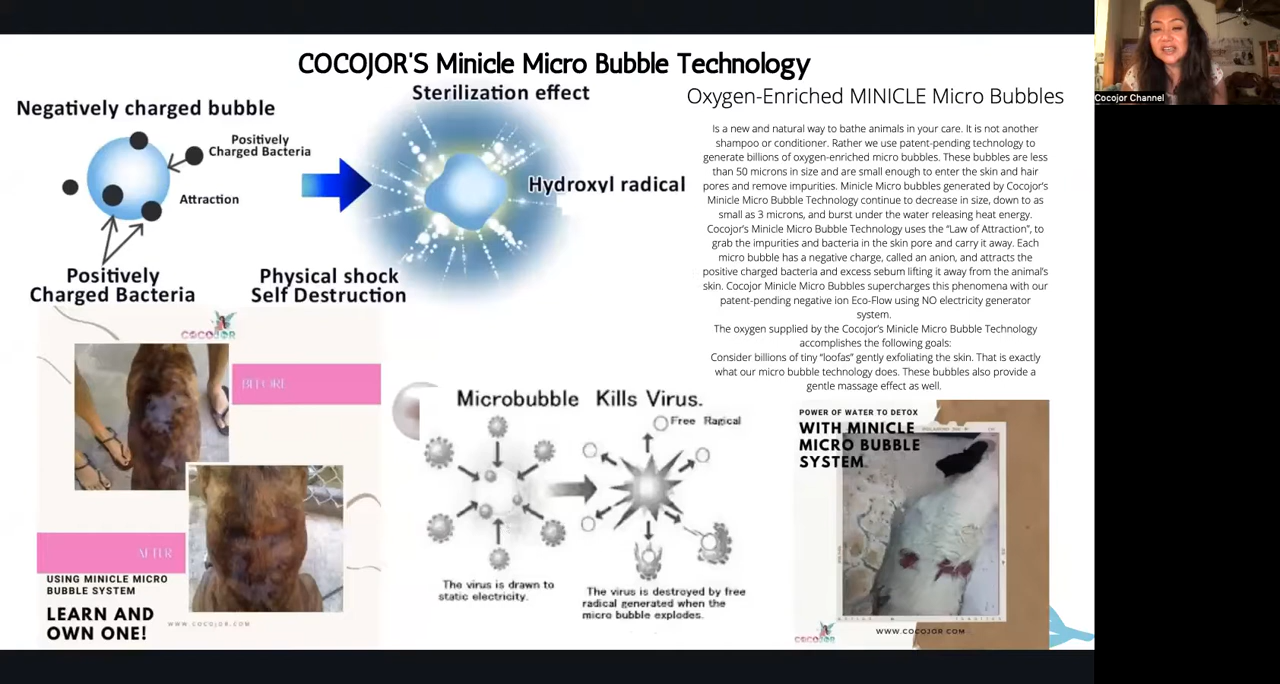 COCOJOR'S Minicle Micro Bubble Technology
Negatively charged bubble
Positively
Charged Bacteria
Attraction
Positively
Charged Bacteria
Sterilization effect
Hydroxyl radical
Physical shock
Self Destruction
Oxygen-Enriched MINICLE Micro Bubbles
Is a new and natural way to bathe animals in your care. It is not another
shampoo or conditioner. Rather we use patent-pending technology to
generate billions of oxygen-enriched micro bubbles. These bubbles are less
than 50 microns in size and are small enough to enter the skin and hair
pores and remove impurities. Minicle Micro bubbles generated by Cocojor's
Minicle Micro Bubble Technology continue to decrease in size, down to as
small as 3 microns, and burst under the water releasing heat energy.
Cocojor's Minicle Micro Bubble Technology uses the "Law of Attraction", to
grab the impurities and bacteria in the skin pore and carry it away. Each
micro bubble has a negative charge, called an anion, and attracts the
positive charged bacteria and excess sebum lifting it away from the animal's
skin. Cocojor Minicle Micro Bubbles supercharges this phenomena with our
patent-pending negative ion Eco-Flow using NO electricity generator
system.
The oxygen supplied by the Cocojor's Minicle Micro Bubble Technology
accomplishes the following goals:
Consider billions of tiny "loofas" gently exfoliating the skin. That is exactly
what our micro bubble technology does. These bubbles also provide a
gentle massage effect as well.
COCOJOR
BEFORE
AFTER
USING MINICLE MICRO
BUBBLE SYSTEM
LEARN AND
OWN ONE!
WWW.COCOJOR.COM
Microbubble Kills Virus.
Free Ragical
The virus is drawn to
static electricity.
The virus is destroyed by free
radical generated when the
micro bubble explodes.
POWER OF WATER TO DETOX
WITH MINICLE
MICRO BUBBLE
SYSTEM
COCOJOR
WWW.COCOJOR.COM
Cocojor Channel